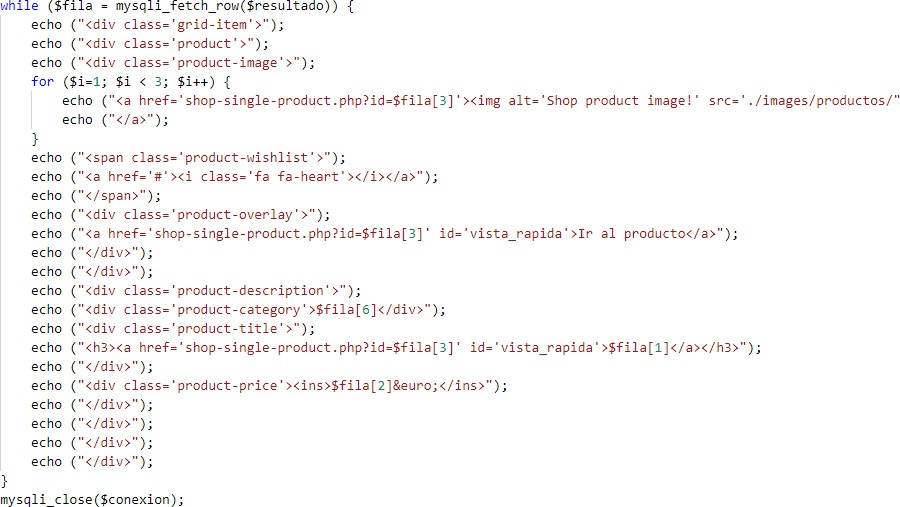 while ($fila = mysqli_fetch_row($resultado)) {
    echo ("<div class='grid-item'>");
    echo ("<div class='product'>");
    echo ("<div class='product-image'>");
    for ($i=1; $i < 3; $i++) {
        echo ("<a href='shop-single-product.php?id=$fila[3]'><img alt='Shop product image!' src='./images/productos/"
        echo ("</a>");
    }
    echo ("<span class='product-wishlist'>");
    echo ("<a href='#'><i class='fa fa-heart'></i></a>");
    echo ("</span>");
    echo ("<div class='product-overlay'>");
    echo ("<a href='shop-single-product.php?id=$fila[3]' id='vista_rapida'>Ir al producto</a>");
    echo ("</div>");
    echo ("</div>");
    echo ("<div class='product-description'>");
    echo ("<div class='product-category'>$fila[6]</div>");
    echo ("<div class='product-title'>");
    echo ("<h3><a href='shop-single-product.php?id=$fila[3]' id='vista_rapida'>$fila[1]</a></h3>");
    echo ("</div>");
    echo ("<div class='product-price'><ins>$fila[2]&euro;</ins>");
    echo ("</div>");
    echo ("</div>");
    echo ("</div>");
    echo ("</div>");
}
mysqli_close($conexion);